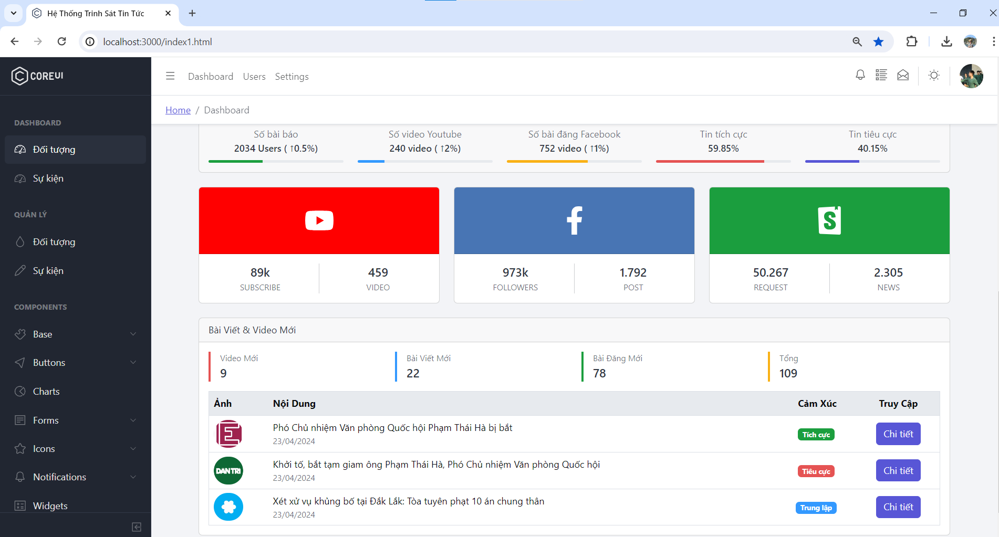 Hệ Thống Trinh Sát Tin Tức
localhost:3000/index1.html
COREUI
Dashboard Users Settings
Home / Dashboard
DASHBOARD
Đối tượng
Sự kiện
QUẢN LÝ
Đối tượng
Sự kiện
COMPONENTS
Base
Buttons
Charts
Forms
Icons
Notifications
Widgets
Số bài báo
2034 Users ( ↑0.5%)
Số video Youtube
240 video ( ↑2%)
Số bài đăng Facebook
752 video ( ↑1%)
Tin tích cực
59.85%
Tin tiêu cực
40.15%
89k
SUBSCRIBE
459
VIDEO
973k
FOLLOWERS
1.792
POST
S
50.267
REQUEST
2.305
NEWS
Bài Viết & Video Mới
Video Mới
9
Bài Viết Mới
22
Bài Đăng Mới
78
Tổng
109
Ảnh Nội Dung Cảm Xúc Truy Cập
E
Phó Chủ nhiệm Văn phòng Quốc hội Phạm Thái Hà bị bắt
23/04/2024
Tích cực
Chi tiết
DANTRI
Khởi tố, bắt tạm giam ông Phạm Thái Hà, Phó Chủ nhiệm Văn phòng Quốc hội
23/04/2024
Tiêu cực
Chi tiết
Xét xử vụ khủng bố tại Đắk Lắk: Tòa tuyên phạt 10 án chung thân
23/04/2024
Trung lập
Chi tiết